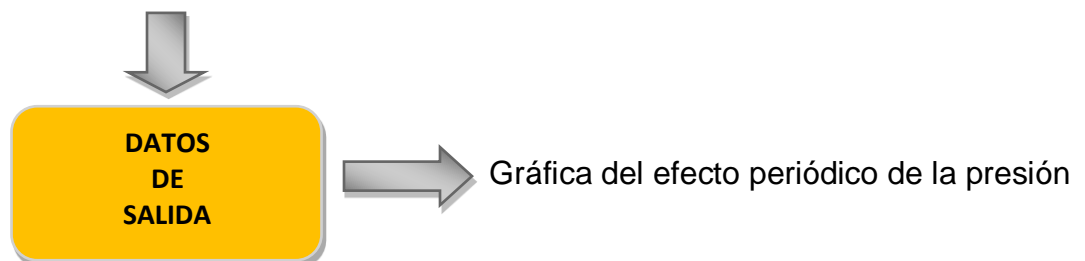 DATOS
DE
SALIDA
Gráfica del efecto periódico de la presión